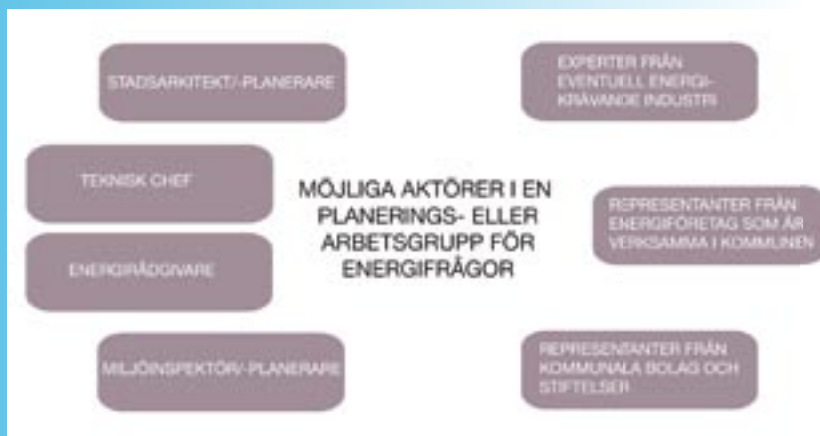 STADSARKITEKT/-PLANERARE
EXPERTER FRÅN
EVENTUELL ENERGI-
KRÄVANDE INDUSTRI
TEKNISK CHEF
MÖJLIGA AKTÖRER I EN
PLANERINGS- ELLER
ARBETSGRUPP FÖR
ENERGIFRÅGOR
REPRESENTANTER FRÅN
ENERGIFÖRETAG SOM ÄR
VERKSAMMA I KOMMUNEN
ENERGIRÅDGIVARE
MILJÖINSPEKTÖR/-PLANERARE
REPRESENTANTER FRÅN
KOMMUNALA BOLAG OCH
STIFTELSER